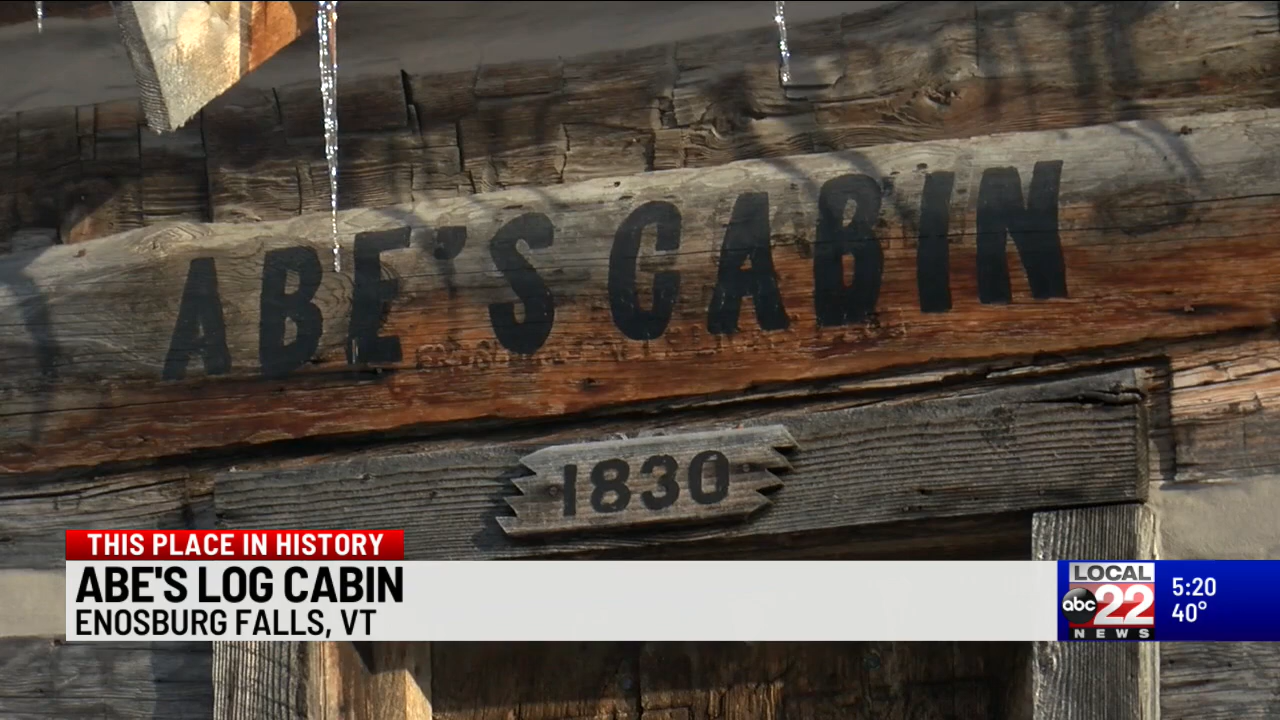 ABE'S CABIN
1830
THIS PLACE IN HISTORY
ABE'S LOG CABIN
ENOSBURG FALLS, VT
LOCAL
abc 22
NEWS
5:20
40°